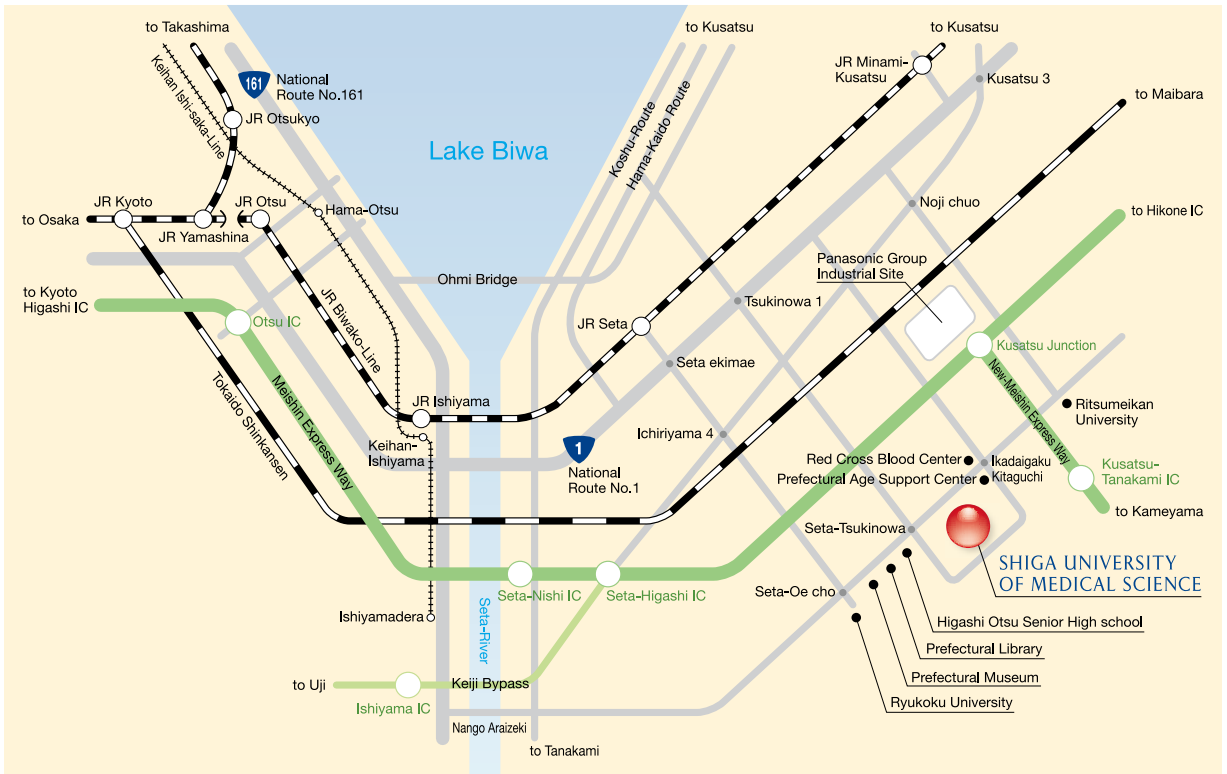 to Takashima
to Kusatsu
to Kusatsu
JR Minami-
Kusatsu
Kusatsu 3
to Maibara
161
National
Route No.161
Keihan Ishi-saka-Line
JR Otsukyo
Lake Biwa
Koshu-Route
Hama-Kaido Route
JR Kyoto
JR Otsu
Hama-Otsu
Noji chuo
to Osaka
JR Yamashina
to Hikone IC
Panasonic Group
Industrial Site
Ohmi Bridge
to Kyoto
Higashi IC
Otsu IC
JR Biwako-Line
Tsukinowa 1
JR Seta
Kusatsu Junction
Seta ekimae
New-Meishin Express Way
Tokaido Shinkansen
Meishin Express Way
JR Ishiyama
Ritsumeikan
University
Keihan-
Ishiyama
Ichiriyama 4
1
National
Route No.1
Red Cross Blood Center
Ikadaigaku
Kitaguchi
Prefectural Age Support Center
Kusatsu-
Tanakami IC
to Kameyama
Seta-Tsukinowa
SHIGA UNIVERSITY
OF MEDICAL SCIENCE
Seta-Nishi IC
Seta-Higashi IC
Seta-Oe cho
Ishiyamadera
Seta-River
Higashi Otsu Senior High school
Prefectural Library
Prefectural Museum
Ryukoku University
to Uji
Keiji Bypass
Ishiyama IC
Nango Araizeki
to Tanakami